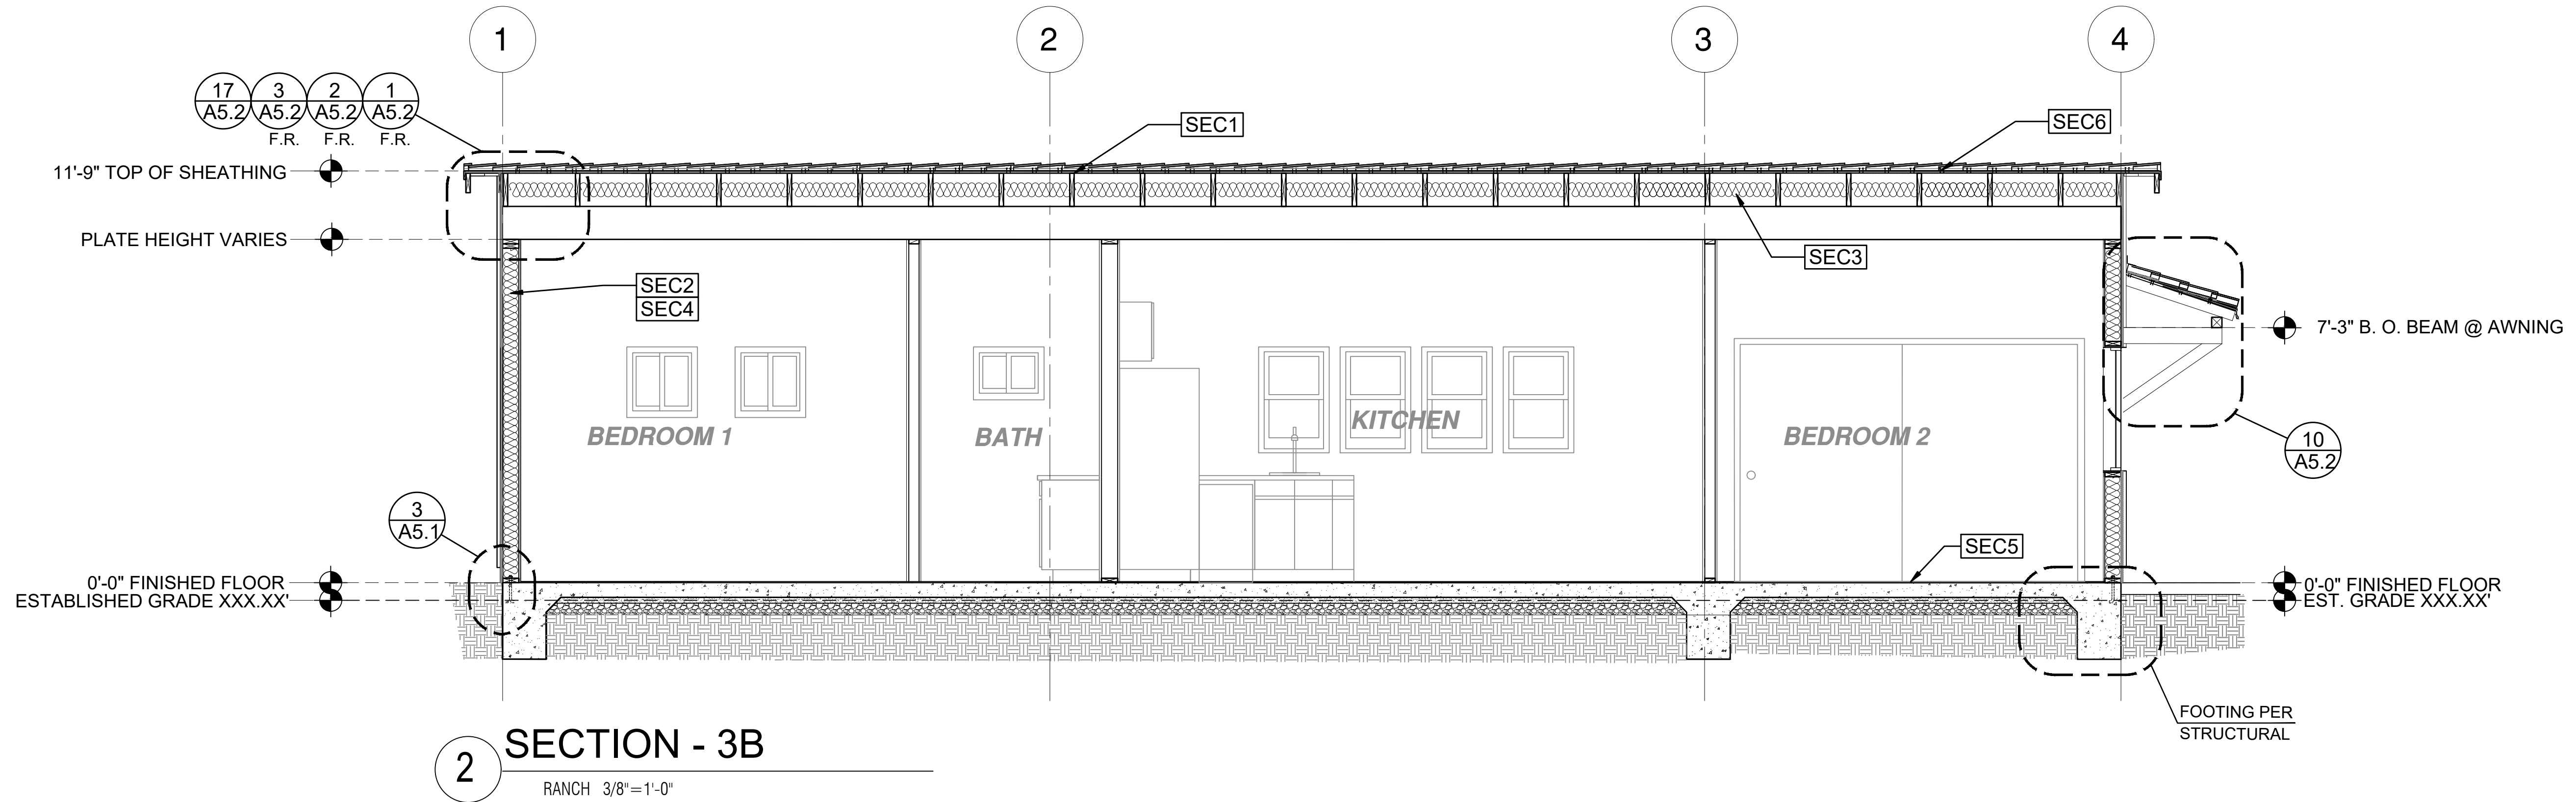 1
2
3
4
17
A5.2
3
A5.2
F.R.
2
A5.2
F.R.
1
A5.2
F.R.
SEC1
SEC6
11'-9" TOP OF SHEATHING
PLATE HEIGHT VARIES
SEC3
SEC2
SEC4
7'-3" B. O. BEAM @ AWNING
BEDROOM 1
BATH
KITCHEN
BEDROOM 2
10
A5.2
3
A5.1
SEC5
0'-0" FINISHED FLOOR
ESTABLISHED GRADE XXX.XX'
0'-0" FINISHED FLOOR
EST. GRADE XXX.XX'
FOOTING PER
STRUCTURAL
2
SECTION - 3B
RANCH 3/8"=1'-0"